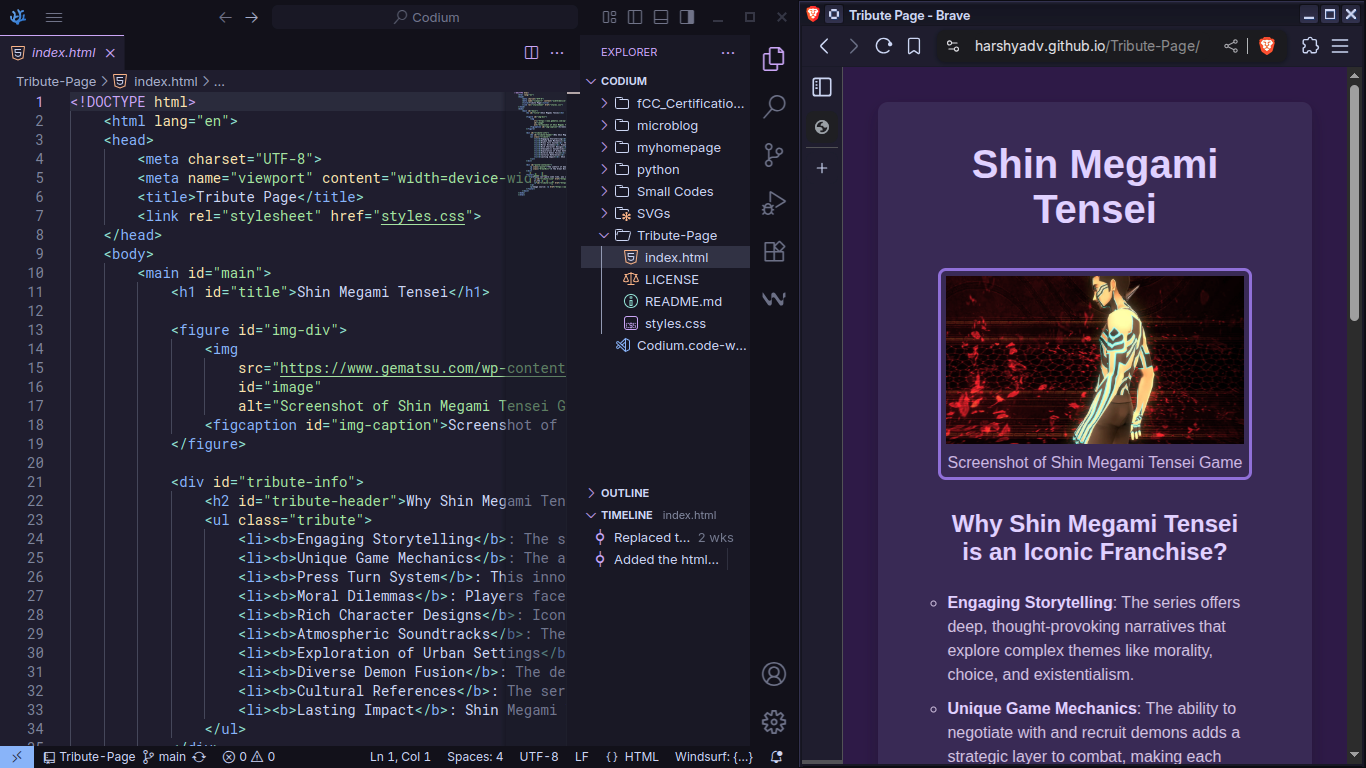 Codium
index.html
Tribute-Page > index.html > ...
1 <!DOCTYPE html>
2 <html lang="en">
3 <head>
4 <meta charset="UTF-8">
5 <meta name="viewport" content="width=device-wid
6 <title>Tribute Page</title>
7 <link rel="stylesheet" href="styles.css">
8 </head>
9 <body>
10 <main id="main">
11 <h1 id="title">Shin Megami Tensei</h1>
12
13 <figure id="img-div">
14 <img
15 src="https://www.gematsu.com/wp-content
16 id="image"
17 alt="Screenshot of Shin Megami Tensei G
18 <figcaption id="img-caption">Screenshot of
19 </figure>
20
21 <div id="tribute-info">
22 <h2 id="tribute-header">Why Shin Megami Ten
23 <ul class="tribute">
24 <li><b>Engaging Storytelling</b>: The s
25 <li><b>Unique Game Mechanics</b>: The a
26 <li><b>Press Turn System</b>: This inno
27 <li><b>Moral Dilemmas</b>: Players face
28 <li><b>Rich Character Designs</b>: Icon
29 <li><b>Atmospheric Soundtracks</b>: The
30 <li><b>Exploration of Urban Settings</b
31 <li><b>Diverse Demon Fusion</b>: The de
32 <li><b>Cultural References</b>: The ser
33 <li><b>Lasting Impact</b>: Shin Megami
34 </ul>
EXPLORER
CODIUM
fCC_Certificatio...
microblog
myhomepage
python
Small Codes
SVGs
Tribute-Page
index.html
LICENSE
README.md
styles.css
Codium.code-w...
OUTLINE
TIMELINE index.html
Replaced t... 2 wks
Added the html...
Tribute-Page main 0 0 Ln 1, Col 1 Spaces: 4 UTF-8 LF {} HTML Windsurf: {...}
Tribute Page - Brave
harshyadv.github.io/Tribute-Page/
Shin Megami
Tensei
Screenshot of Shin Megami Tensei Game
Why Shin Megami Tensei
is an Iconic Franchise?
Engaging Storytelling: The series offers
deep, thought-provoking narratives that
explore complex themes like morality,
choice, and existentialism.
Unique Game Mechanics: The ability to
negotiate with and recruit demons adds a
strategic layer to combat, making each